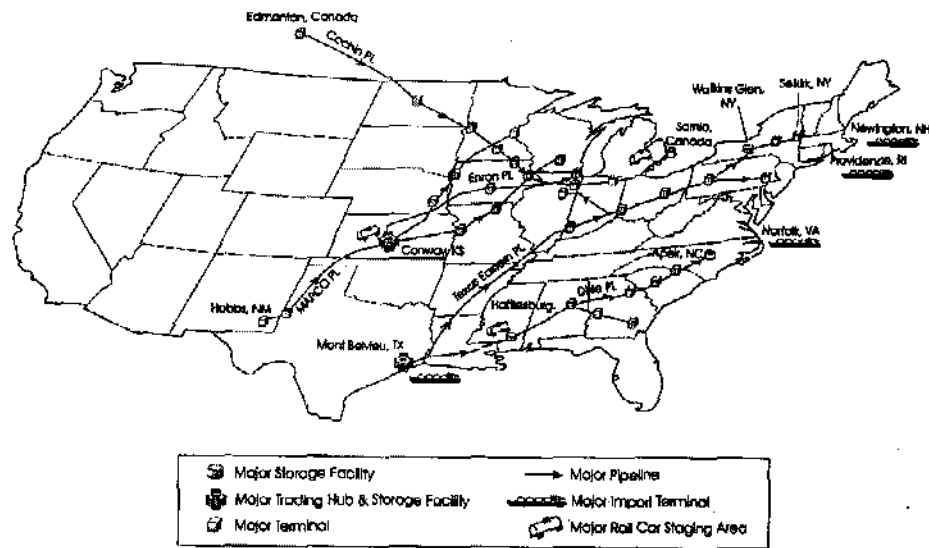 Edmonton, Canada
Cochin PL
Watkins Glen,
NY
Selkirk, NY
Sarnia,
Canada
Newington, NH
Providence, RI
Enron PL
Conway, KS
Norfolk, VA
Texas Eastern PL
Apex, NC
MAPCO PL
Dixie PL
Hobbs, NM
Hattiesburg,
Mont Belvieu, TX
Major Storage Facility
Major Pipeline
Major Trading Hub & Storage Facility
Major Import Terminal
Major Terminal
Major Rail Car Staging Area